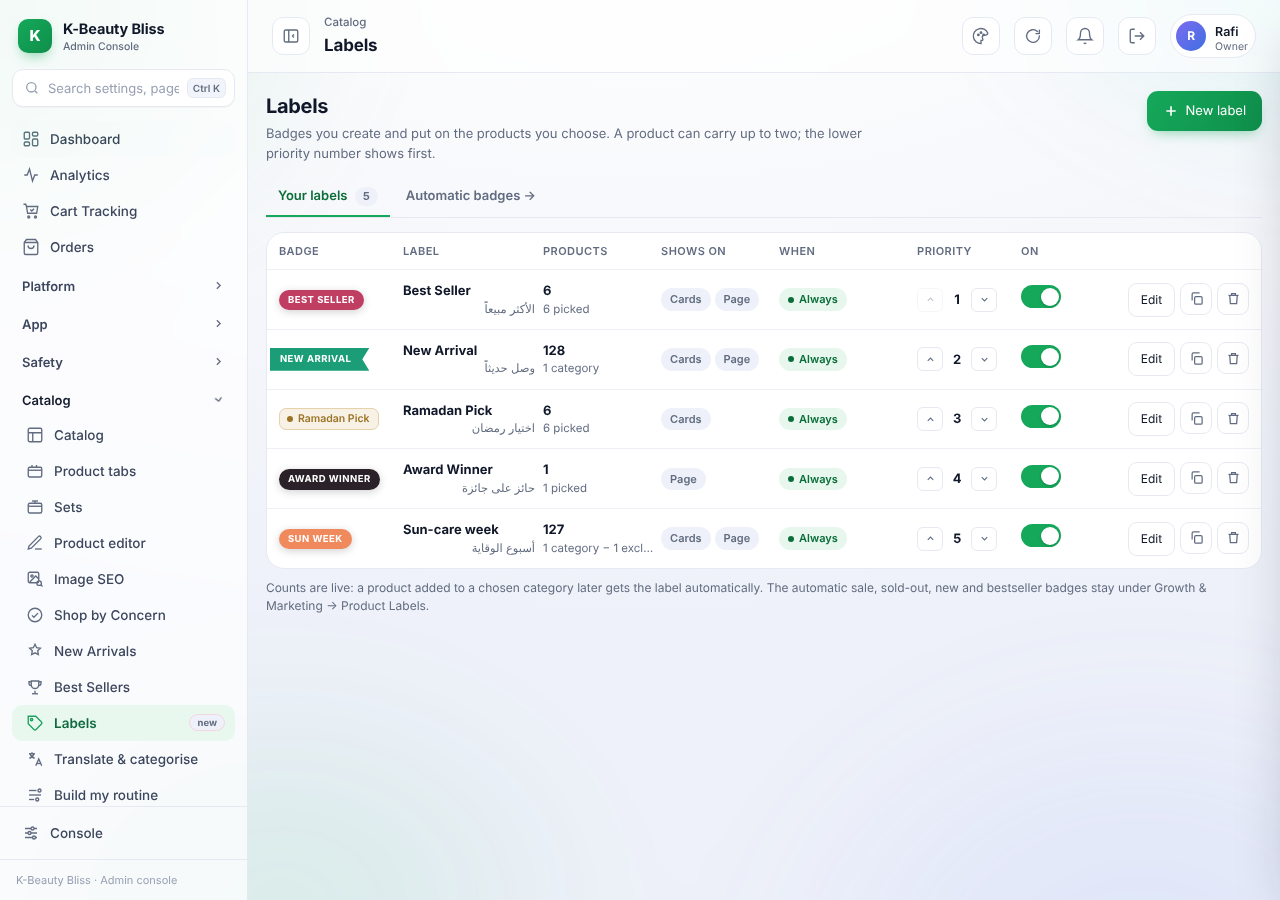 K
K-Beauty Bliss
Admin Console
Search settings, page
Ctrl K
Dashboard
Analytics
Cart Tracking
Orders
Platform
App
Safety
Catalog
Catalog
Product tabs
Sets
Product editor
Image SEO
Shop by Concern
New Arrivals
Best Sellers
Labels new
Translate & categorise
Build my routine
Console
K-Beauty Bliss · Admin console
Catalog
Labels
R
Rafi
Owner
Labels
Badges you create and put on the products you choose. A product can carry up to two; the lower
priority number shows first.
+ New label
Your labels 5
Automatic badges →
BADGE LABEL PRODUCTS SHOWS ON WHEN PRIORITY ON
BEST SELLER Best Seller 6 Cards Page Always 1 Edit
الأكثر مبيعاً 6 picked
NEW ARRIVAL New Arrival 128 Cards Page Always 2 Edit
وصل حديثاً 1 category
Ramadan Pick Ramadan Pick 6 Cards Always 3 Edit
اختيار رمضان 6 picked
AWARD WINNER Award Winner 1 Page Always 4 Edit
حائز على جائزة 1 picked
SUN WEEK Sun-care week 127 Cards Page Always 5 Edit
أسبوع الوقاية 1 category − 1 excl…
Counts are live: a product added to a chosen category later gets the label automatically. The automatic sale, sold-out, new and bestseller badges stay under Growth &
Marketing → Product Labels.